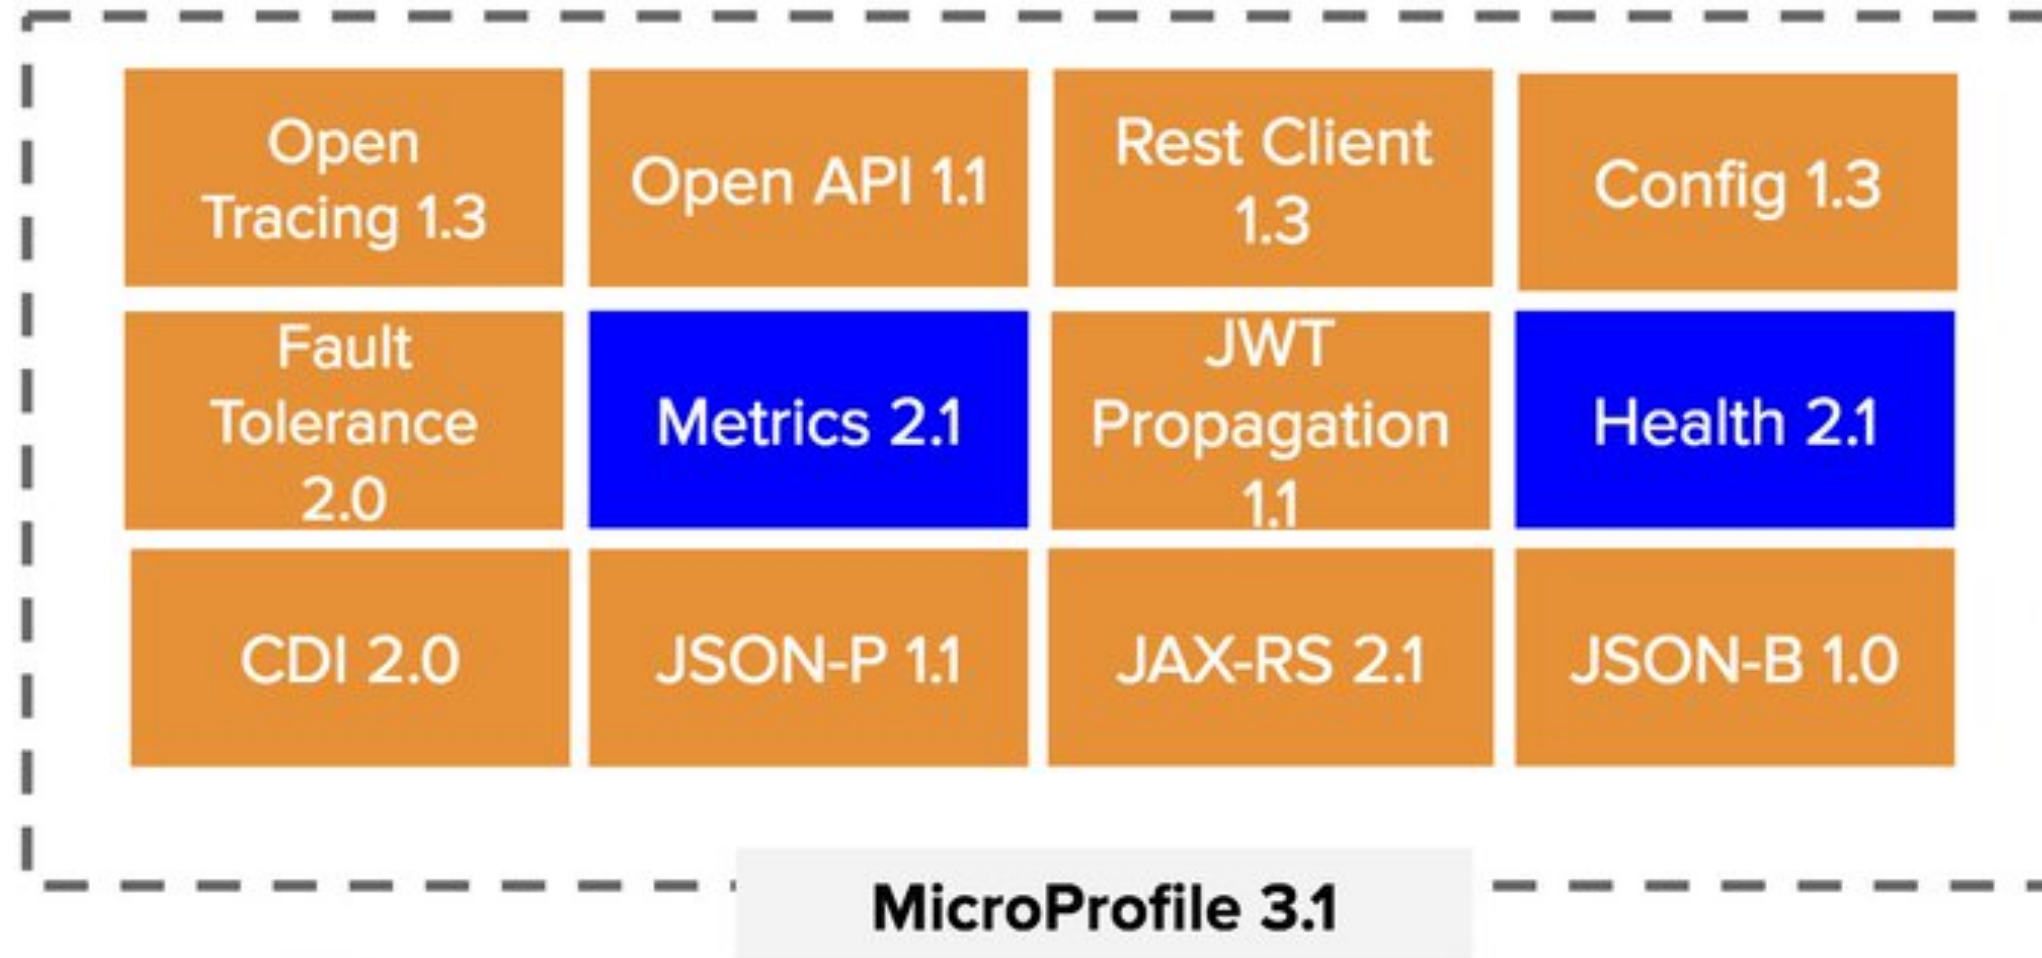 Open
Tracing 1.3
Open API 1.1
Rest Client
1.3
Config 1.3
Fault
Tolerance
2.0
Metrics 2.1
JWT
Propagation
1.1
Health 2.1
CDI 2.0
JSON-P 1.1
JAX-RS 2.1
JSON-B 1.0
MicroProfile 3.1